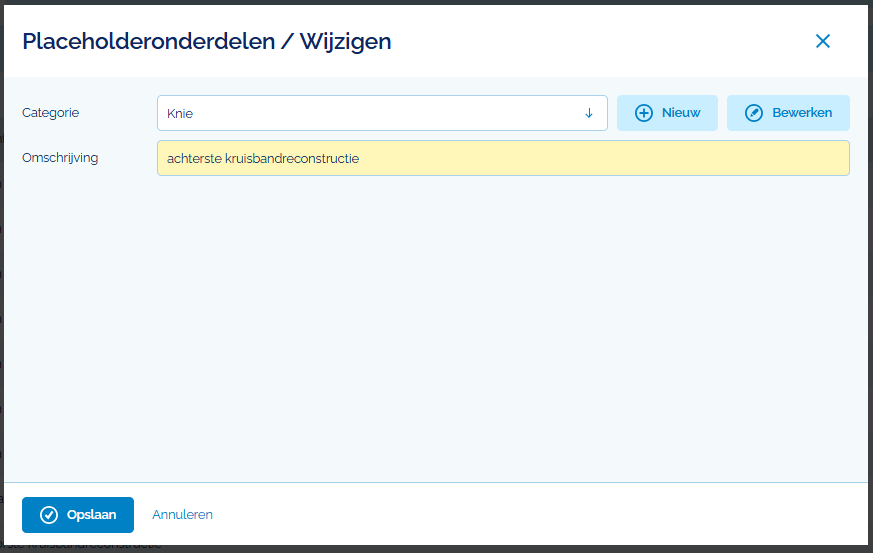 Placeholderonderdelen / Wijzigen
Categorie
Knie
Nieuw
Bewerken
Omschrijving
achterste kruisbandreconstructie
Opslaan
Annuleren